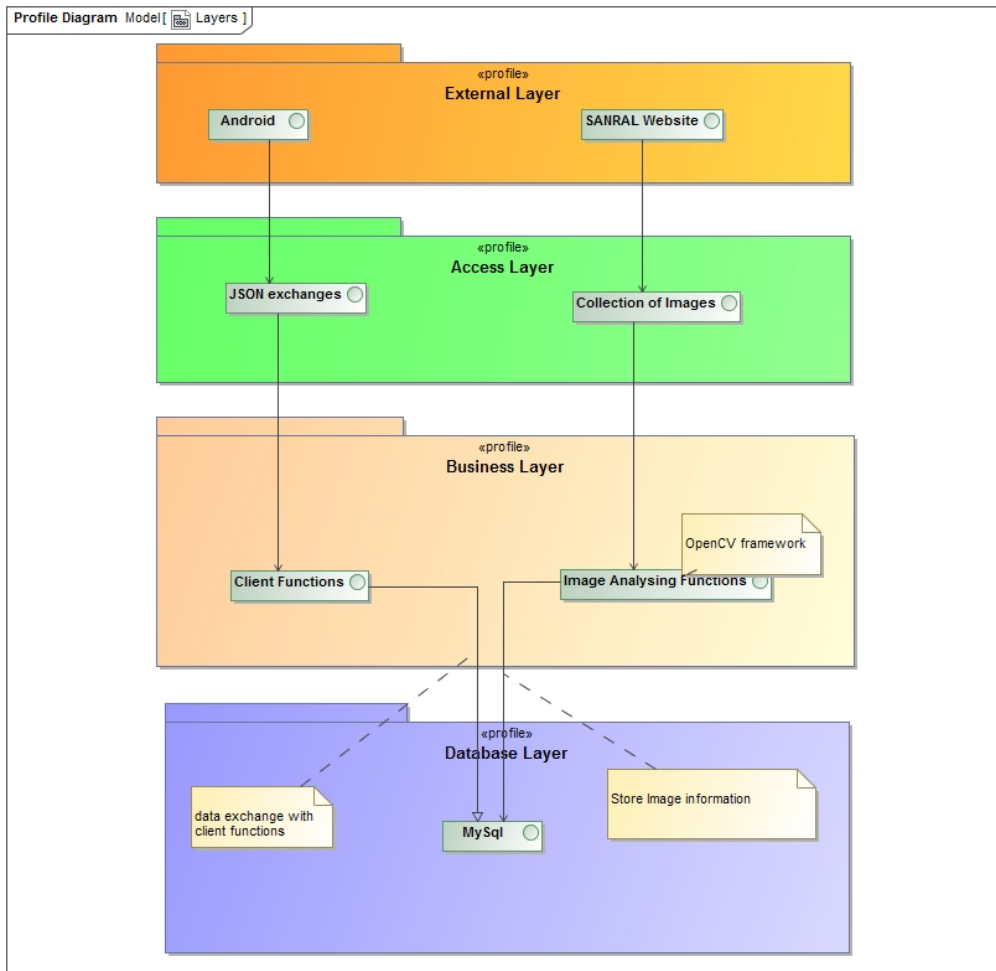 Profile Diagram Model[ Layers ]
«profile»
External Layer
Android
SANRAL Website
«profile»
Access Layer
JSON exchanges
Collection of Images
«profile»
Business Layer
OpenCV framework
Client Functions
Image Analysing Functions
«profile»
Database Layer
data exchange with
client functions
Store Image information
MySql